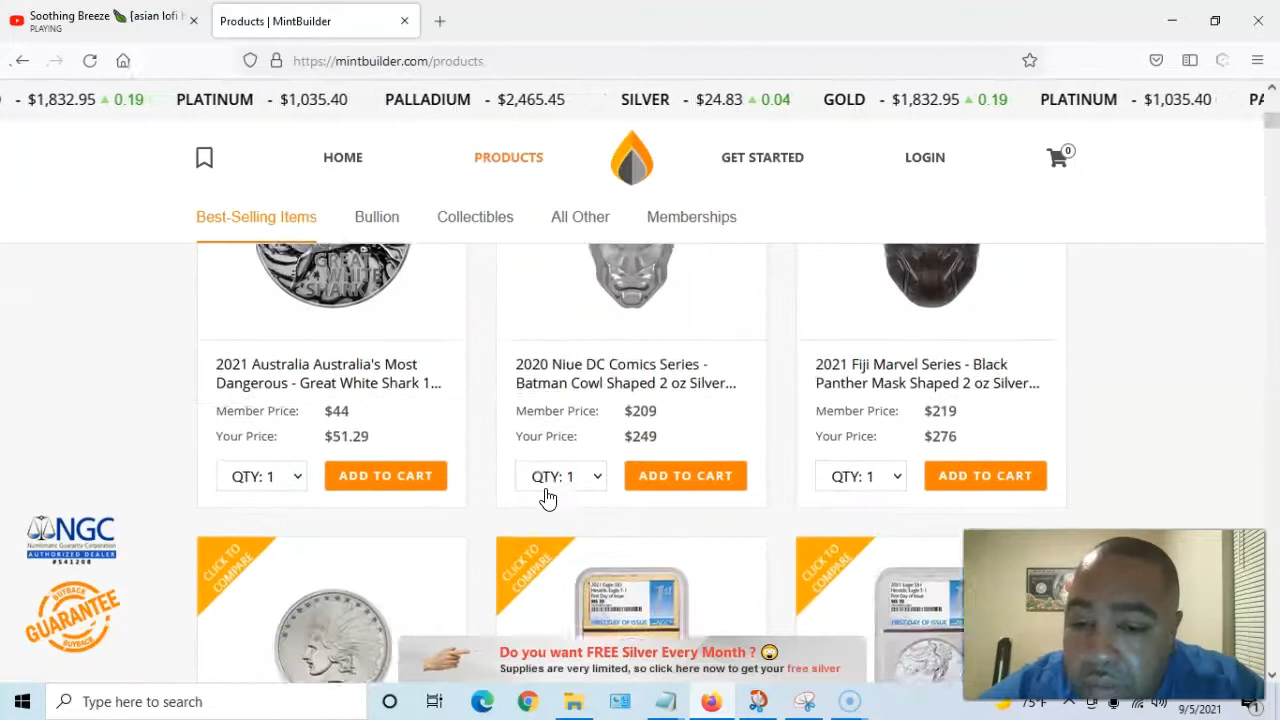 Soothing Breeze 🍃 [asian lofi
PLAYING
Products | MintBuilder
https://mintbuilder.com/products
- $1,832.95 ▲ 0.19 PLATINUM - $1,035.40 PALLADIUM - $2,465.45 SILVER - $24.83 ▲ 0.04 GOLD - $1,832.95 ▲ 0.19 PLATINUM - $1,035.40 PA
HOME PRODUCTS GET STARTED LOGIN 0
Best-Selling Items Bullion Collectibles All Other Memberships
GREAT
WHITE
SHARK
2021 Australia Australia's Most
Dangerous - Great White Shark 1...
Member Price: $44
Your Price: $51.29
QTY: 1 ADD TO CART
2020 Niue DC Comics Series -
Batman Cowl Shaped 2 oz Silver...
Member Price: $209
Your Price: $249
QTY: 1 ADD TO CART
2021 Fiji Marvel Series - Black
Panther Mask Shaped 2 oz Silver...
Member Price: $219
Your Price: $276
QTY: 1 ADD TO CART
NGC
Numismatic Guaranty Corporation
AUTHORIZED DEALER
OUTBACK
GUARANTEE
BUYBACK
CLICK TO
COMPARE
CLICK TO
COMPARE
CLICK TO
COMPARE
FIRST DAY OF ISSUE
Do you want FREE Silver Every Month ?
Supplies are very limited, so click here now to get your free silver
Type here to search
75°F
9/5/2021